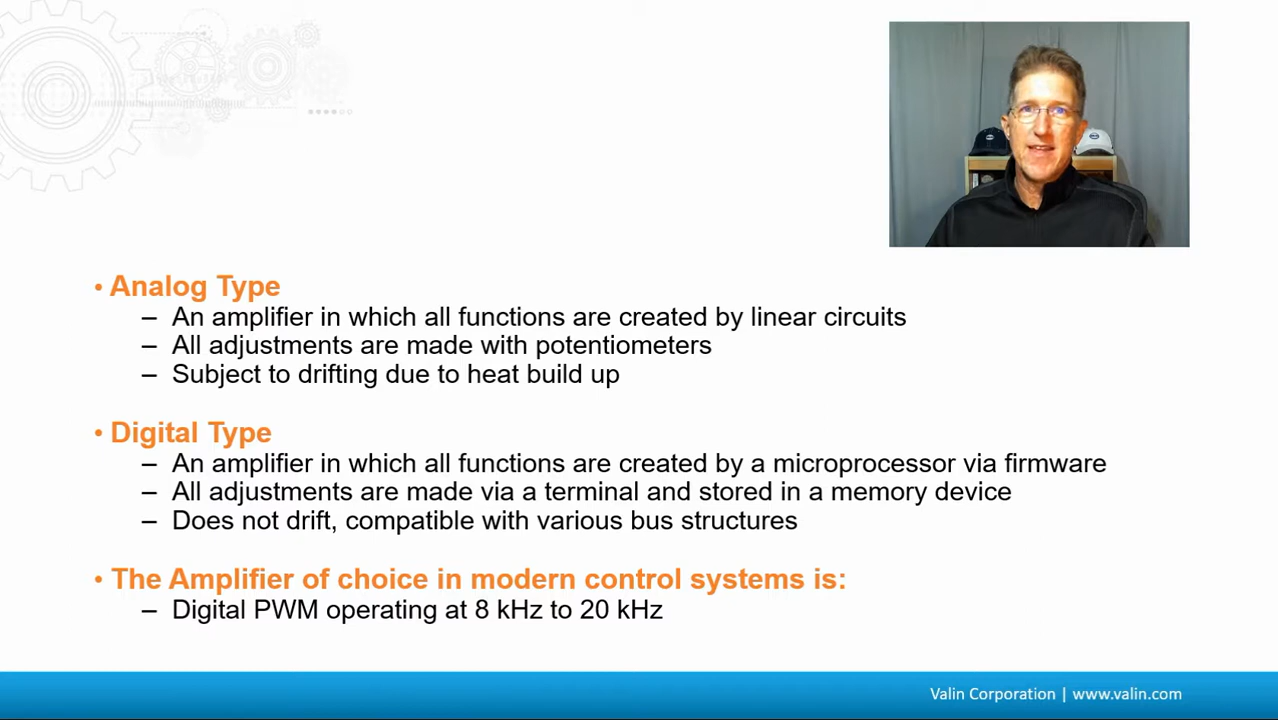 • Analog Type
– An amplifier in which all functions are created by linear circuits
– All adjustments are made with potentiometers
– Subject to drifting due to heat build up
• Digital Type
– An amplifier in which all functions are created by a microprocessor via firmware
– All adjustments are made via a terminal and stored in a memory device
– Does not drift, compatible with various bus structures
• The Amplifier of choice in modern control systems is:
– Digital PWM operating at 8 kHz to 20 kHz
Valin Corporation | www.valin.com